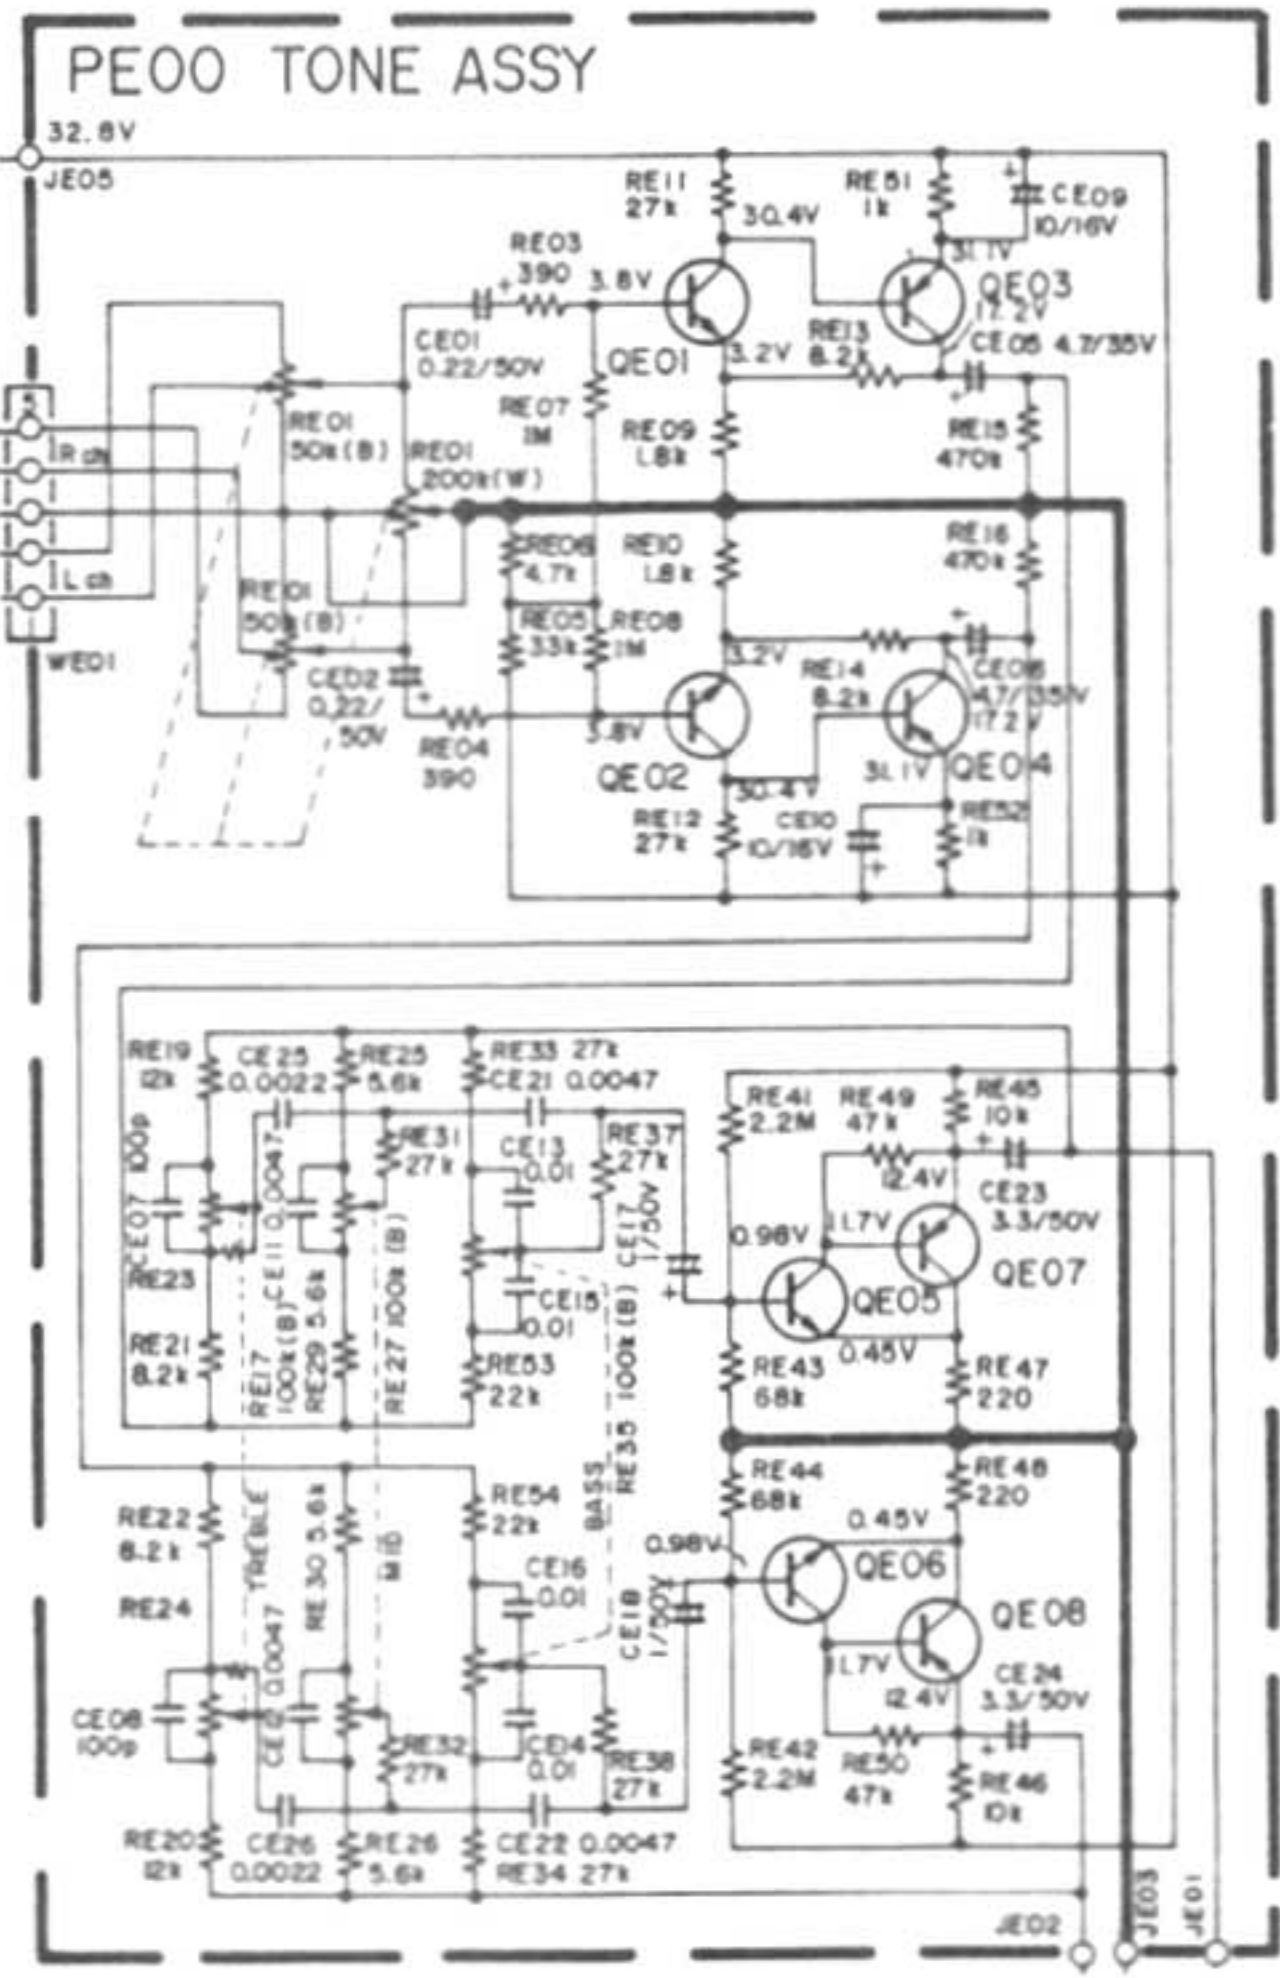 PE00 TONE ASSY
32.8V
JE05
RE11
27k
30.4V
RE51
1k
CE09
10/16V
31.1V
RE03
390
3.8V
QE03
17.2V
CE01
0.22/50V
QE01
3.2V
RE13
8.2k
CE05 4.7/35V
RE07
1M
RE01
50k(B)
RE01
200k(W)
RE09
1.8k
RE15
470k
5
Rch
RE06
4.7k
RE10
1.8k
RE16
470k
Lch
RE01
50k(B)
RE05
33k
RE08
1M
WE01
CE02
0.22/
50V
3.2V
RE14
8.2k
CE06
4.7/35V
17.2V
RE04
390
3.8V
QE02
30.4V
31.1V
QE04
RE12
27k
CE10
10/16V
RE52
1k
RE19
12k
CE25
0.0022
RE25
5.6k
RE33 27k
CE21 0.0047
CE07 100p
RE31
27k
CE13
0.01
RE37
27k
RE41
2.2M
RE49
47k
RE45
10k
12.4V
CE23
3.3/50V
0.98V
11.7V
QE07
RE23
CE11 0.0047
CE17
1/50V
CE15
0.01
QE05
0.45V
RE21
8.2k
RE17
100k(B)
RE29 5.6k
RE27 100k(B)
RE53
22k
RE35 100k(B)
RE43
68k
RE47
220
RE22
8.2k
TREBLE
RE30 5.6k
MID
RE54
22k
BASS
RE44
68k
RE48
220
0.45V
0.98V
QE06
RE24
CE16
0.01
CE18
1/50V
QE08
11.7V
12.4V
CE24
3.3/50V
CE08
100p
CE12 0.0047
RE32
27k
CE14
0.01
RE38
27k
RE42
2.2M
RE50
47k
RE46
10k
RE20
12k
CE26
0.0022
RE26
5.6k
CE22 0.0047
RE34 27k
JE02
JE03
JE01